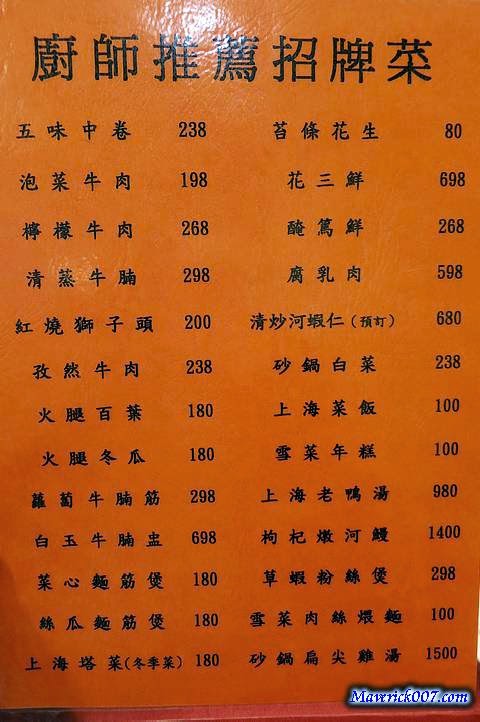 廚師推薦招牌菜
五味中卷 238
泡菜牛肉 198
檸檬牛肉 268
清蒸牛腩 298
紅燒獅子頭 200
孜然牛肉 238
火腿百葉 180
火腿冬瓜 180
蘿蔔牛腩筋 298
白玉牛腩盅 698
菜心麵筋煲 180
絲瓜麵筋煲 180
上海塔菜(冬季菜) 180
苔條花生 80
花三鮮 698
醃篤鮮 268
腐乳肉 598
清炒河蝦仁(預訂) 680
砂鍋白菜 238
上海菜飯 100
雪菜年糕 100
上海老鴨湯 980
枸杞燉河鰻 1400
草蝦粉絲煲 298
雪菜肉絲煨麵 100
砂鍋扁尖雞湯 1500
Maverick007.com